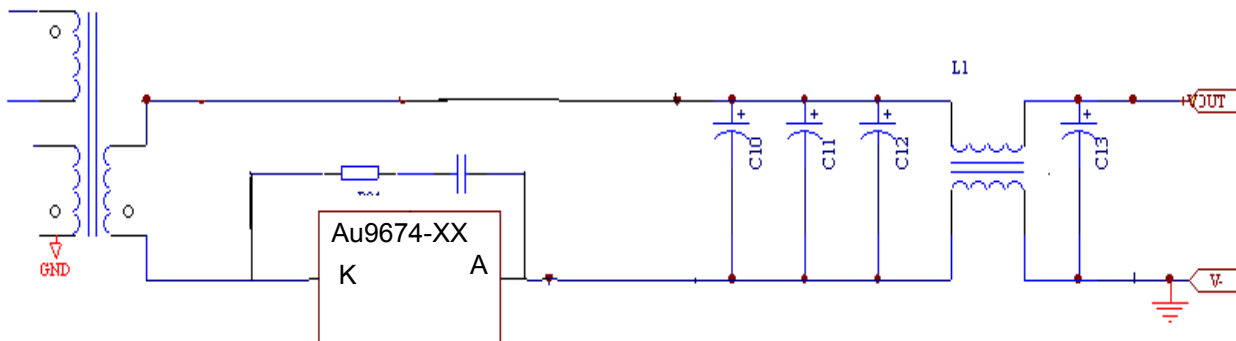 L1
+VOUT
C10
C11
C12
C13
Au9674-XX
K
A
GND
V-